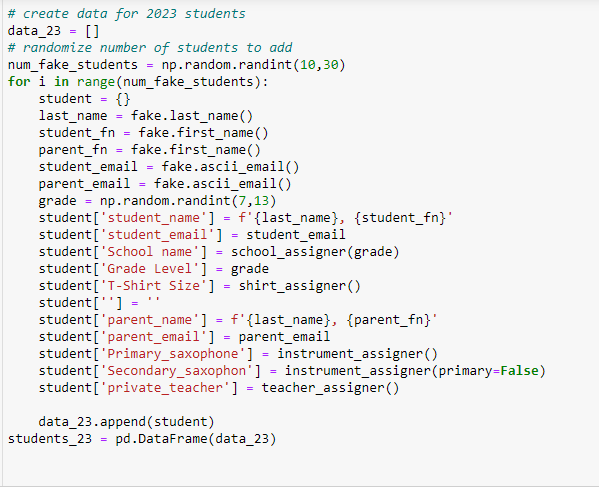 # create data for 2023 students
data_23 = []
# randomize number of students to add
num_fake_students = np.random.randint(10,30)
for i in range(num_fake_students):
    student = {}
    last_name = fake.last_name()
    student_fn = fake.first_name()
    parent_fn = fake.first_name()
    student_email = fake.ascii_email()
    parent_email = fake.ascii_email()
    grade = np.random.randint(7,13)
    student['student_name'] = f'{last_name}, {student_fn}'
    student['student_email'] = student_email
    student['School name'] = school_assigner(grade)
    student['Grade Level'] = grade
    student['T-Shirt Size'] = shirt_assigner()
    student[''] = ''
    student['parent_name'] = f'{last_name}, {parent_fn}'
    student['parent_email'] = parent_email
    student['Primary_saxophone'] = instrument_assigner()
    student['Secondary_saxophon'] = instrument_assigner(primary=False)
    student['private_teacher'] = teacher_assigner()

    data_23.append(student)
students_23 = pd.DataFrame(data_23)